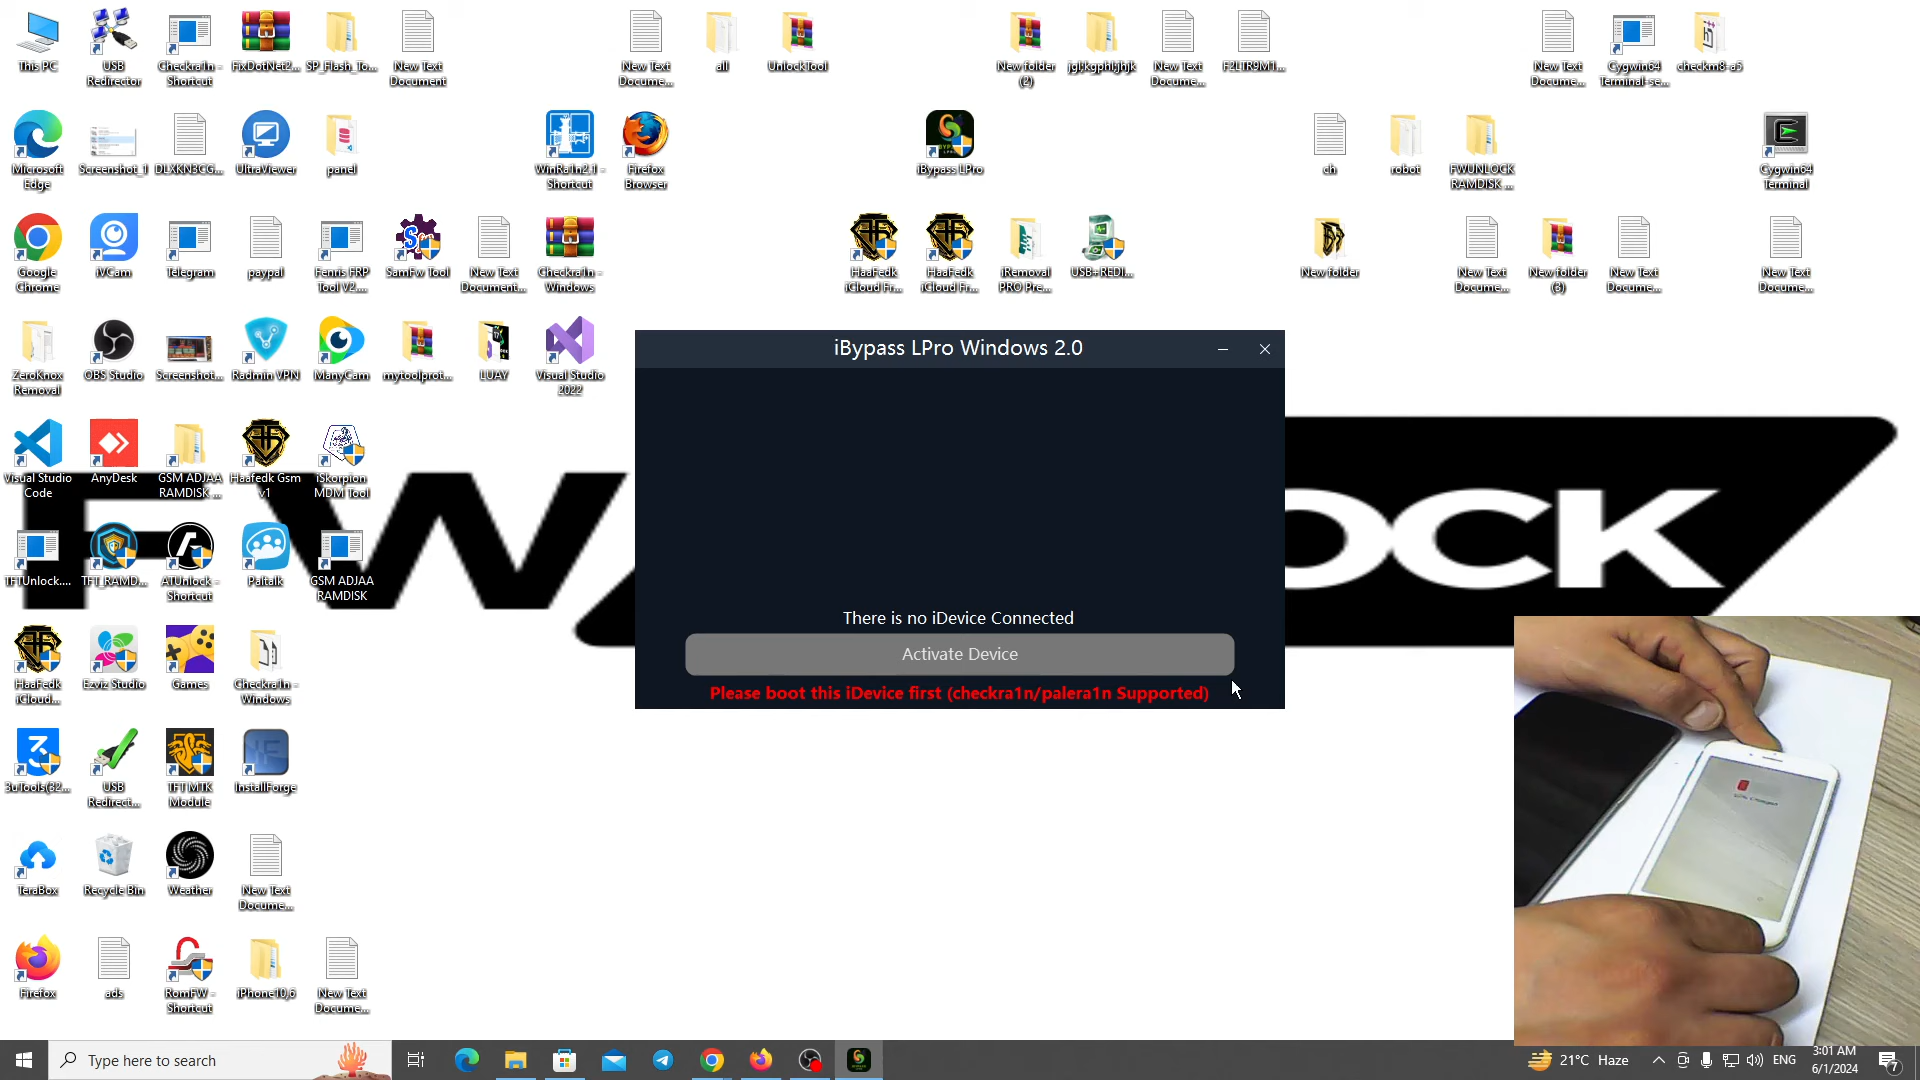 This PC
USB
Redirector
Checkra1n -
Shortcut
FixDotNet2...
SP_Flash_To...
New Text
Document
New Text
Docume...
all
UnlockTool
New folder
(2)
jgljkgphljhjk
New Text
Docume...
F2LTR9M1...
New Text
Docume...
Cygwin64
Terminal-se...
checkm8-a5
Microsoft
Edge
Screenshot_1
DLXKN3CG...
UltraViewer
panel
WinRa1n2.1 -
Shortcut
Firefox
Browser
iBypass LPro
ch
robot
FWUNLOCK
RAMDISK ...
Cygwin64
Terminal
Google
Chrome
iVCam
Telegram
paypal
Fenris FRP
Tool V2....
SamFw Tool
New Text
Document...
Checkra1n -
Windows
HaaFedk
iCloud Fr...
HaaFedk
iCloud Fr...
iRemoval
PRO Pre...
USB+REDI...
New folder
New Text
Docume...
New folder
(3)
New Text
Docume...
New Text
Docume...
ZeroKnox
Removal
OBS Studio
Screenshot...
Radmin VPN
ManyCam
mytoolprot...
LUAY
Visual Studio
2022
iBypass LPro Windows 2.0
Visual Studio
Code
AnyDesk
GSM ADJAA
RAMDISK ...
Haafedk Gsm
v1
iSkorpion
MDM Tool
TFTUnlock....
TFT_RAMD...
ATUnlock -
Shortcut
Paltalk
GSM ADJAA
RAMDISK
There is no iDevice Connected
Activate Device
Please boot this iDevice first (checkra1n/palera1n Supported)
HaaFedk
iCloud...
Ezviz Studio
Games
Checkra1n -
Windows
3uTools(32...
USB
Redirect...
TFT MTK
Module
InstallForge
TeraBox
Recycle Bin
Weather
New Text
Docume...
Firefox
ads
RomFW -
Shortcut
iPhone10,6
New Text
Docume...
Type here to search
21°C Haze
ENG
3:01 AM
6/1/2024
7